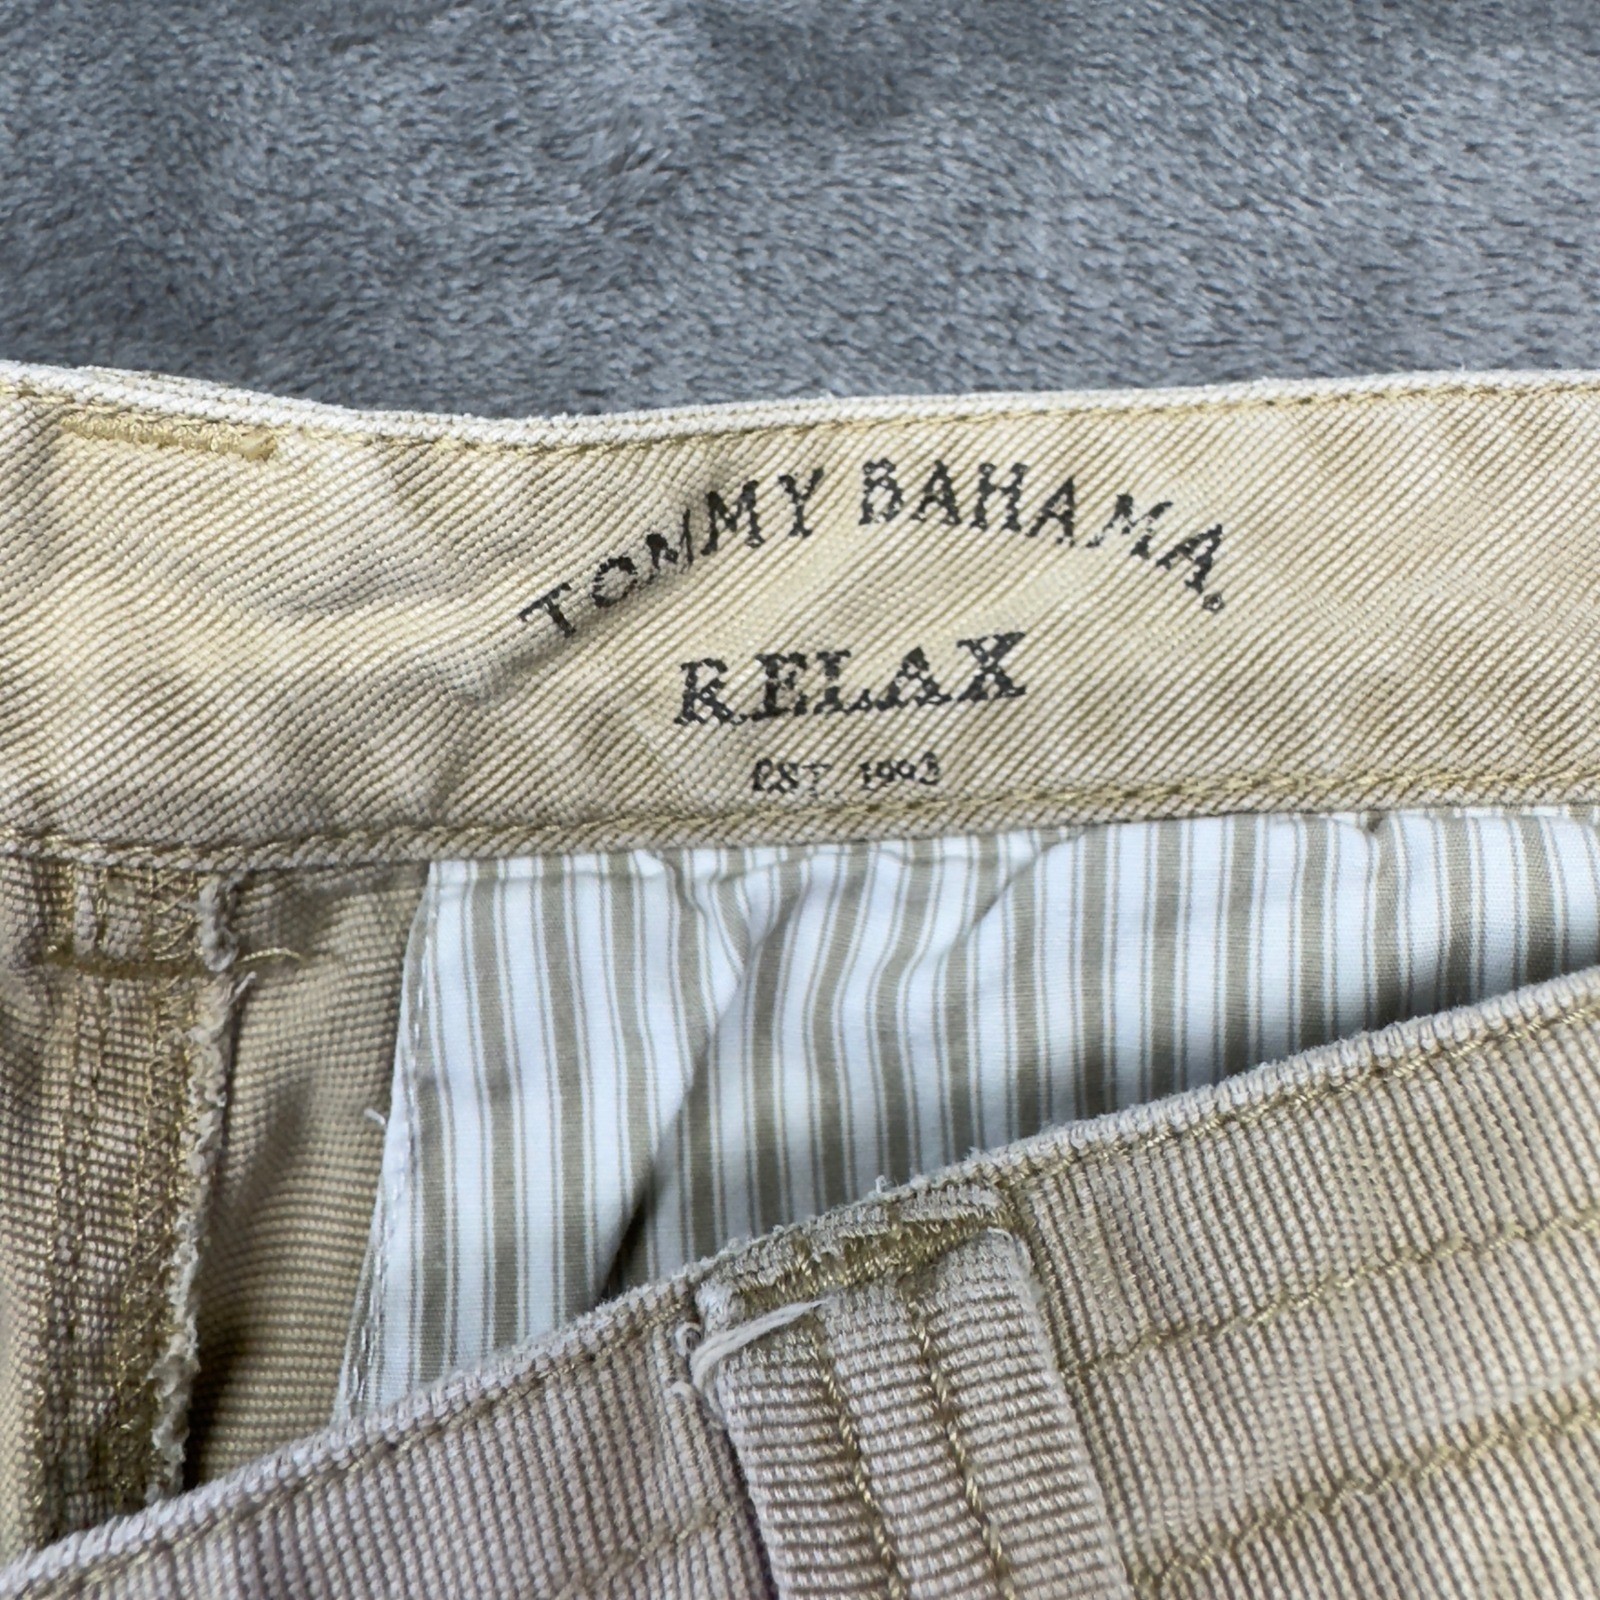 TOMMY BAHAMA®
RELAX
EST. 1993